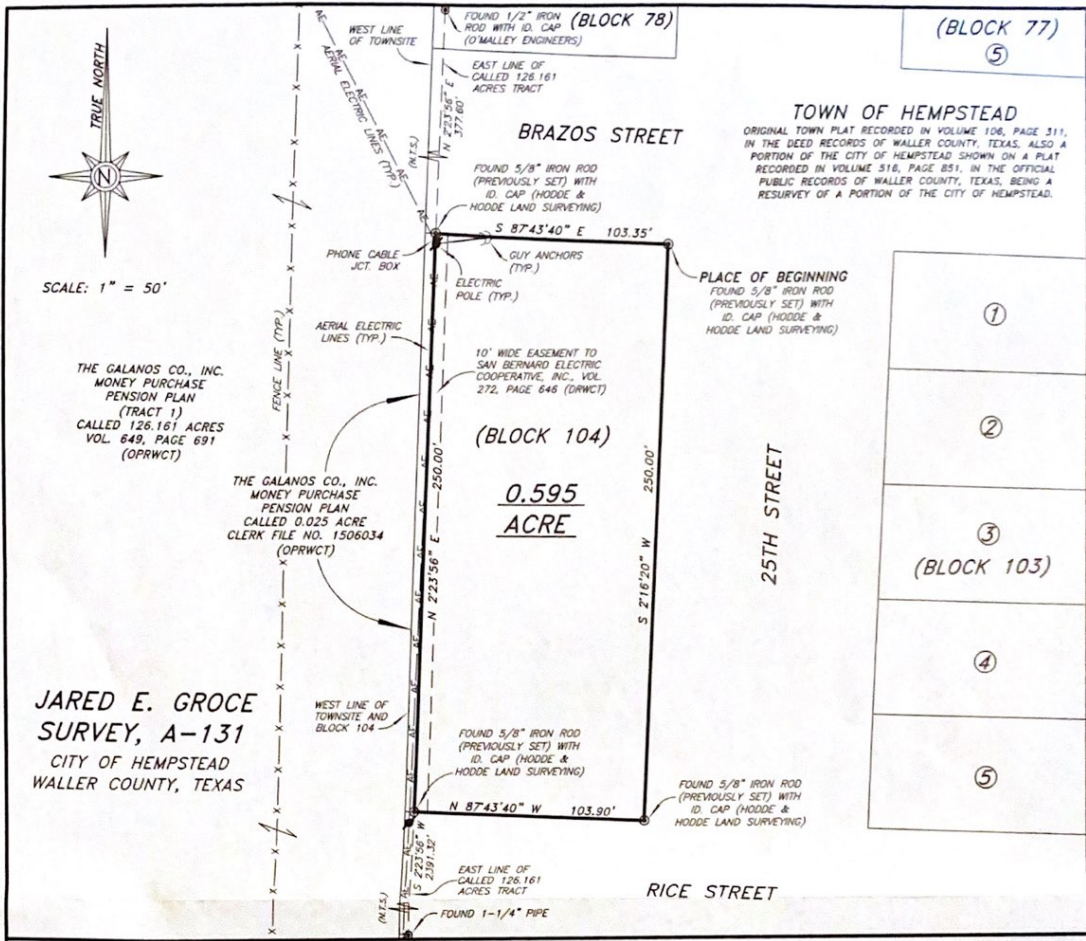 FOUND 1/2" IRON
ROD WITH ID. CAP
(O'MALLEY ENGINEERS)
(BLOCK 78)
(BLOCK 77)
5
WEST LINE
OF TOWNSITE
AE
AE
AE
AERIAL ELECTRIC LINES (TYP.)
AE
AE
EAST LINE OF
CALLED 126.161
ACRES TRACT
N 2°23'56" E
377.60'
(N.T.S.)
TRUE NORTH
N
SCALE: 1" = 50'
BRAZOS STREET
TOWN OF HEMPSTEAD
ORIGINAL TOWN PLAT RECORDED IN VOLUME 106, PAGE 311,
IN THE DEED RECORDS OF WALLER COUNTY, TEXAS, ALSO A
PORTION OF THE CITY OF HEMPSTEAD SHOWN ON A PLAT
RECORDED IN VOLUME 516, PAGE 851, IN THE OFFICIAL
PUBLIC RECORDS OF WALLER COUNTY, TEXAS, BEING A
RESURVEY OF A PORTION OF THE CITY OF HEMPSTEAD.
FOUND 5/8" IRON ROD
(PREVIOUSLY SET) WITH
ID. CAP (HODDE &
HODDE LAND SURVEYING)
S 87°43'40" E 103.35'
PHONE CABLE
JCT. BOX
GUY ANCHORS
(TYP.)
ELECTRIC
POLE (TYP.)
PLACE OF BEGINNING
FOUND 5/8" IRON ROD
(PREVIOUSLY SET) WITH
ID. CAP (HODDE &
HODDE LAND SURVEYING)
AERIAL ELECTRIC
LINES (TYP.)
FENCE LINE (TYP.)
10' WIDE EASEMENT TO
SAN BERNARD ELECTRIC
COOPERATIVE, INC., VOL.
272, PAGE 646 (DRWCT)
THE GALANOS CO., INC.
MONEY PURCHASE
PENSION PLAN
(TRACT 1)
CALLED 126.161 ACRES
VOL. 649, PAGE 691
(OPRWCT)
(BLOCK 104)
0.595
ACRE
THE GALANOS CO., INC.
MONEY PURCHASE
PENSION PLAN
CALLED 0.025 ACRE
CLERK FILE NO. 1506034
(OPRWCT)
N 2°23'56" E 250.00'
S 2°16'20" W 250.00'
25TH STREET
1
2
3
(BLOCK 103)
4
5
JARED E. GROCE
SURVEY, A-131
CITY OF HEMPSTEAD
WALLER COUNTY, TEXAS
WEST LINE OF
TOWNSITE AND
BLOCK 104
FOUND 5/8" IRON ROD
(PREVIOUSLY SET) WITH
ID. CAP (HODDE &
HODDE LAND SURVEYING)
N 87°43'40" W 103.90'
FOUND 5/8" IRON ROD
(PREVIOUSLY SET) WITH
ID. CAP (HODDE &
HODDE LAND SURVEYING)
S 2°23'56" W
2391.32'
EAST LINE OF
CALLED 126.161
ACRES TRACT
(N.T.S.)
RICE STREET
FOUND 1-1/4" PIPE